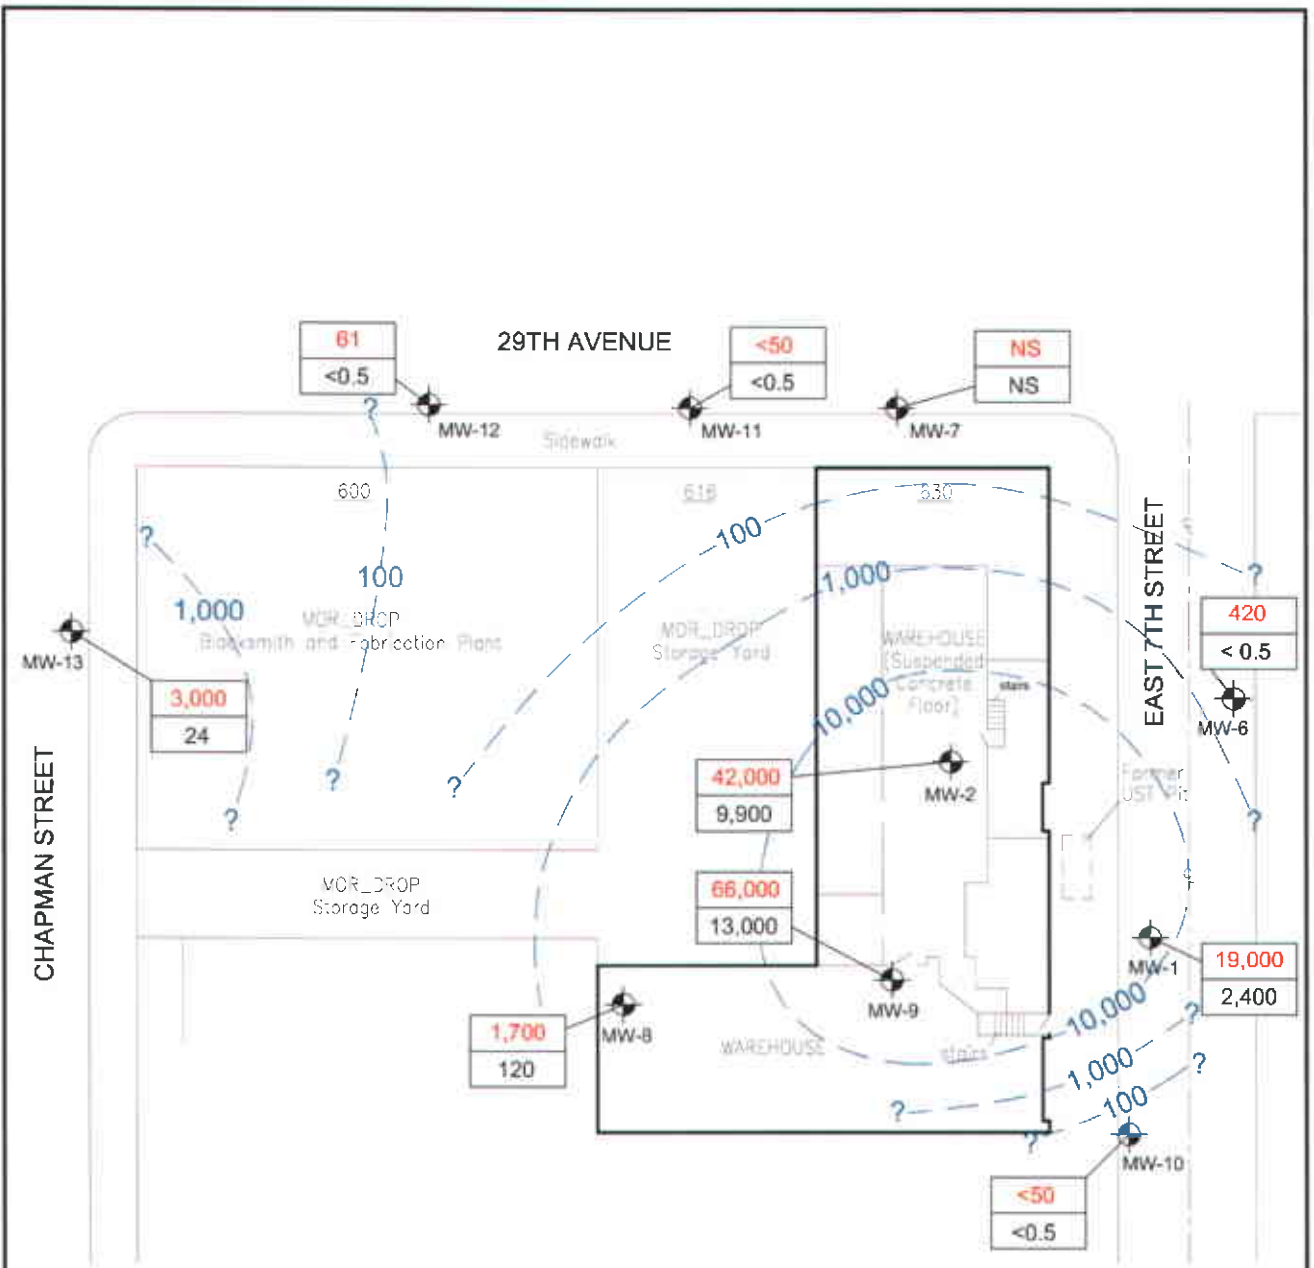 29TH AVENUE
61
<0.5
<50
<0.5
NS
NS
?
MW-12
MW-11
MW-7
Sidewalk
600
616
630
?
100
100
1,000
?
1,000
MOR_DROP
Blacksmith and Fabrication Plant
MOR_DROP
Storage Yard
WAREHOUSE
(Suspended
Concrete
Floor)
stairs
EAST 7TH STREET
420
< 0.5
MW-13
MW-6
3,000
24
10,000
?
?
?
42,000
9,900
MW-2
Former
UST Pit
?
CHAPMAN STREET
MOR_DROP
Storage Yard
66,000
13,000
MW-1
19,000
2,400
MW-9
MW-8
1,700
120
WAREHOUSE
stairs
10,000
?
1,000
?
?
100
?
MW-10
<50
<0.5